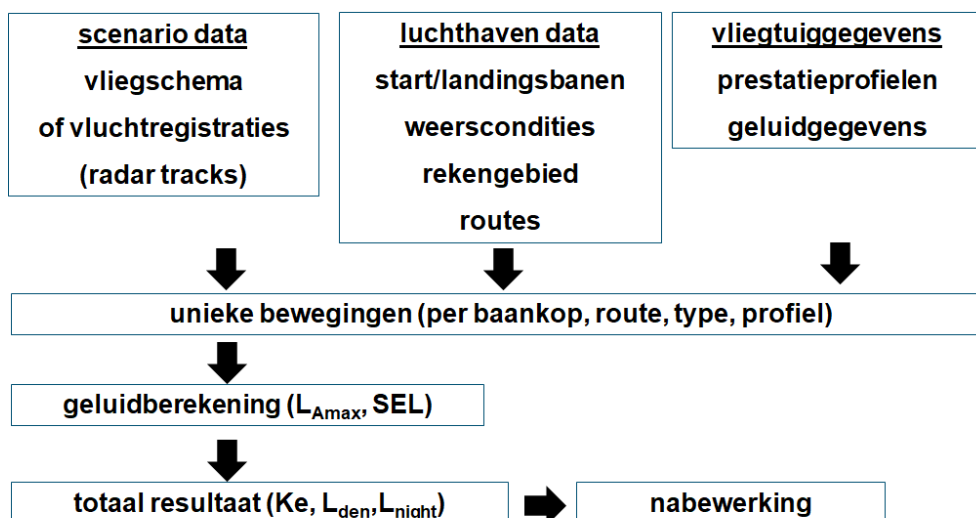 scenario data
vliegschema
of vluchtregistraties
(radar tracks)
luchthaven data
start/landingsbanen
weerscondities
rekengebied
routes
vliegtuiggegevens
prestatieprofielen
geluidgegevens
unieke bewegingen (per baankop, route, type, profiel)
geluidberekening (LAmax, SEL)
totaal resultaat (Ke, Lden,Lnight)
nabewerking